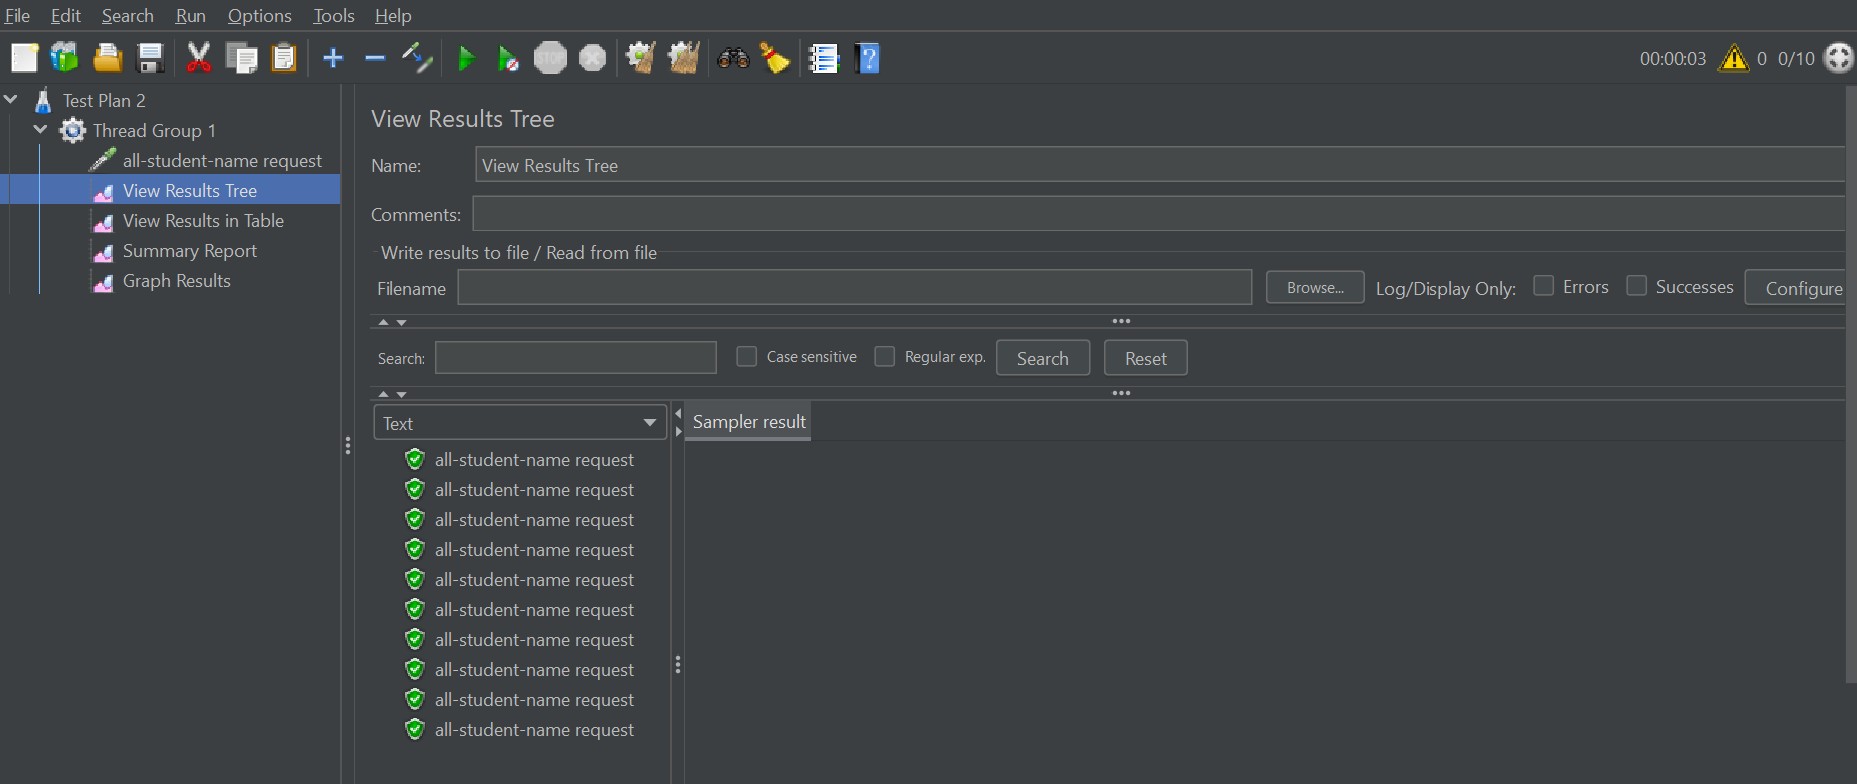 File Edit Search Run Options Tools Help
STOP
00:00:03 0 0/10
Test Plan 2
Thread Group 1
all-student-name request
View Results Tree
View Results in Table
Summary Report
Graph Results
View Results Tree
Name: View Results Tree
Comments:
Write results to file / Read from file
Filename Browse... Log/Display Only: Errors Successes Configure
Search: Case sensitive Regular exp. Search Reset
Text
Sampler result
all-student-name request
all-student-name request
all-student-name request
all-student-name request
all-student-name request
all-student-name request
all-student-name request
all-student-name request
all-student-name request
all-student-name request